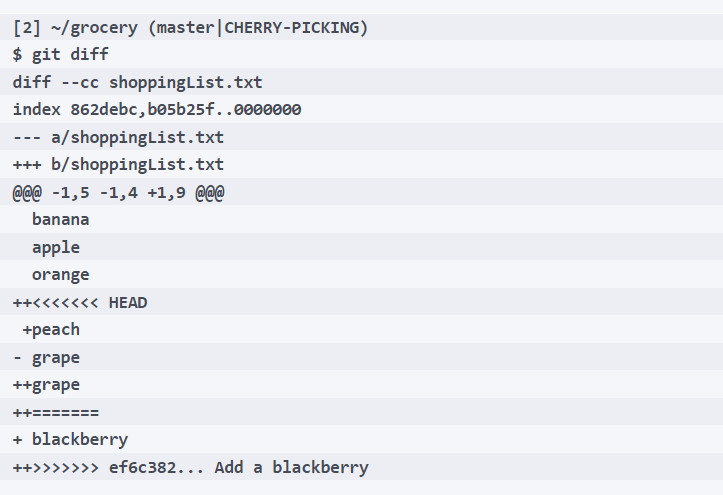 [2] ~/grocery (master|CHERRY-PICKING)
$ git diff
diff --cc shoppingList.txt
index 862debc,b05b25f..0000000
--- a/shoppingList.txt
+++ b/shoppingList.txt
@@@ -1,5 -1,4 +1,9 @@@
  banana
  apple
  orange
++<<<<<<< HEAD
 +peach
- grape
++grape
++=======
+ blackberry
++>>>>>>> ef6c382... Add a blackberry